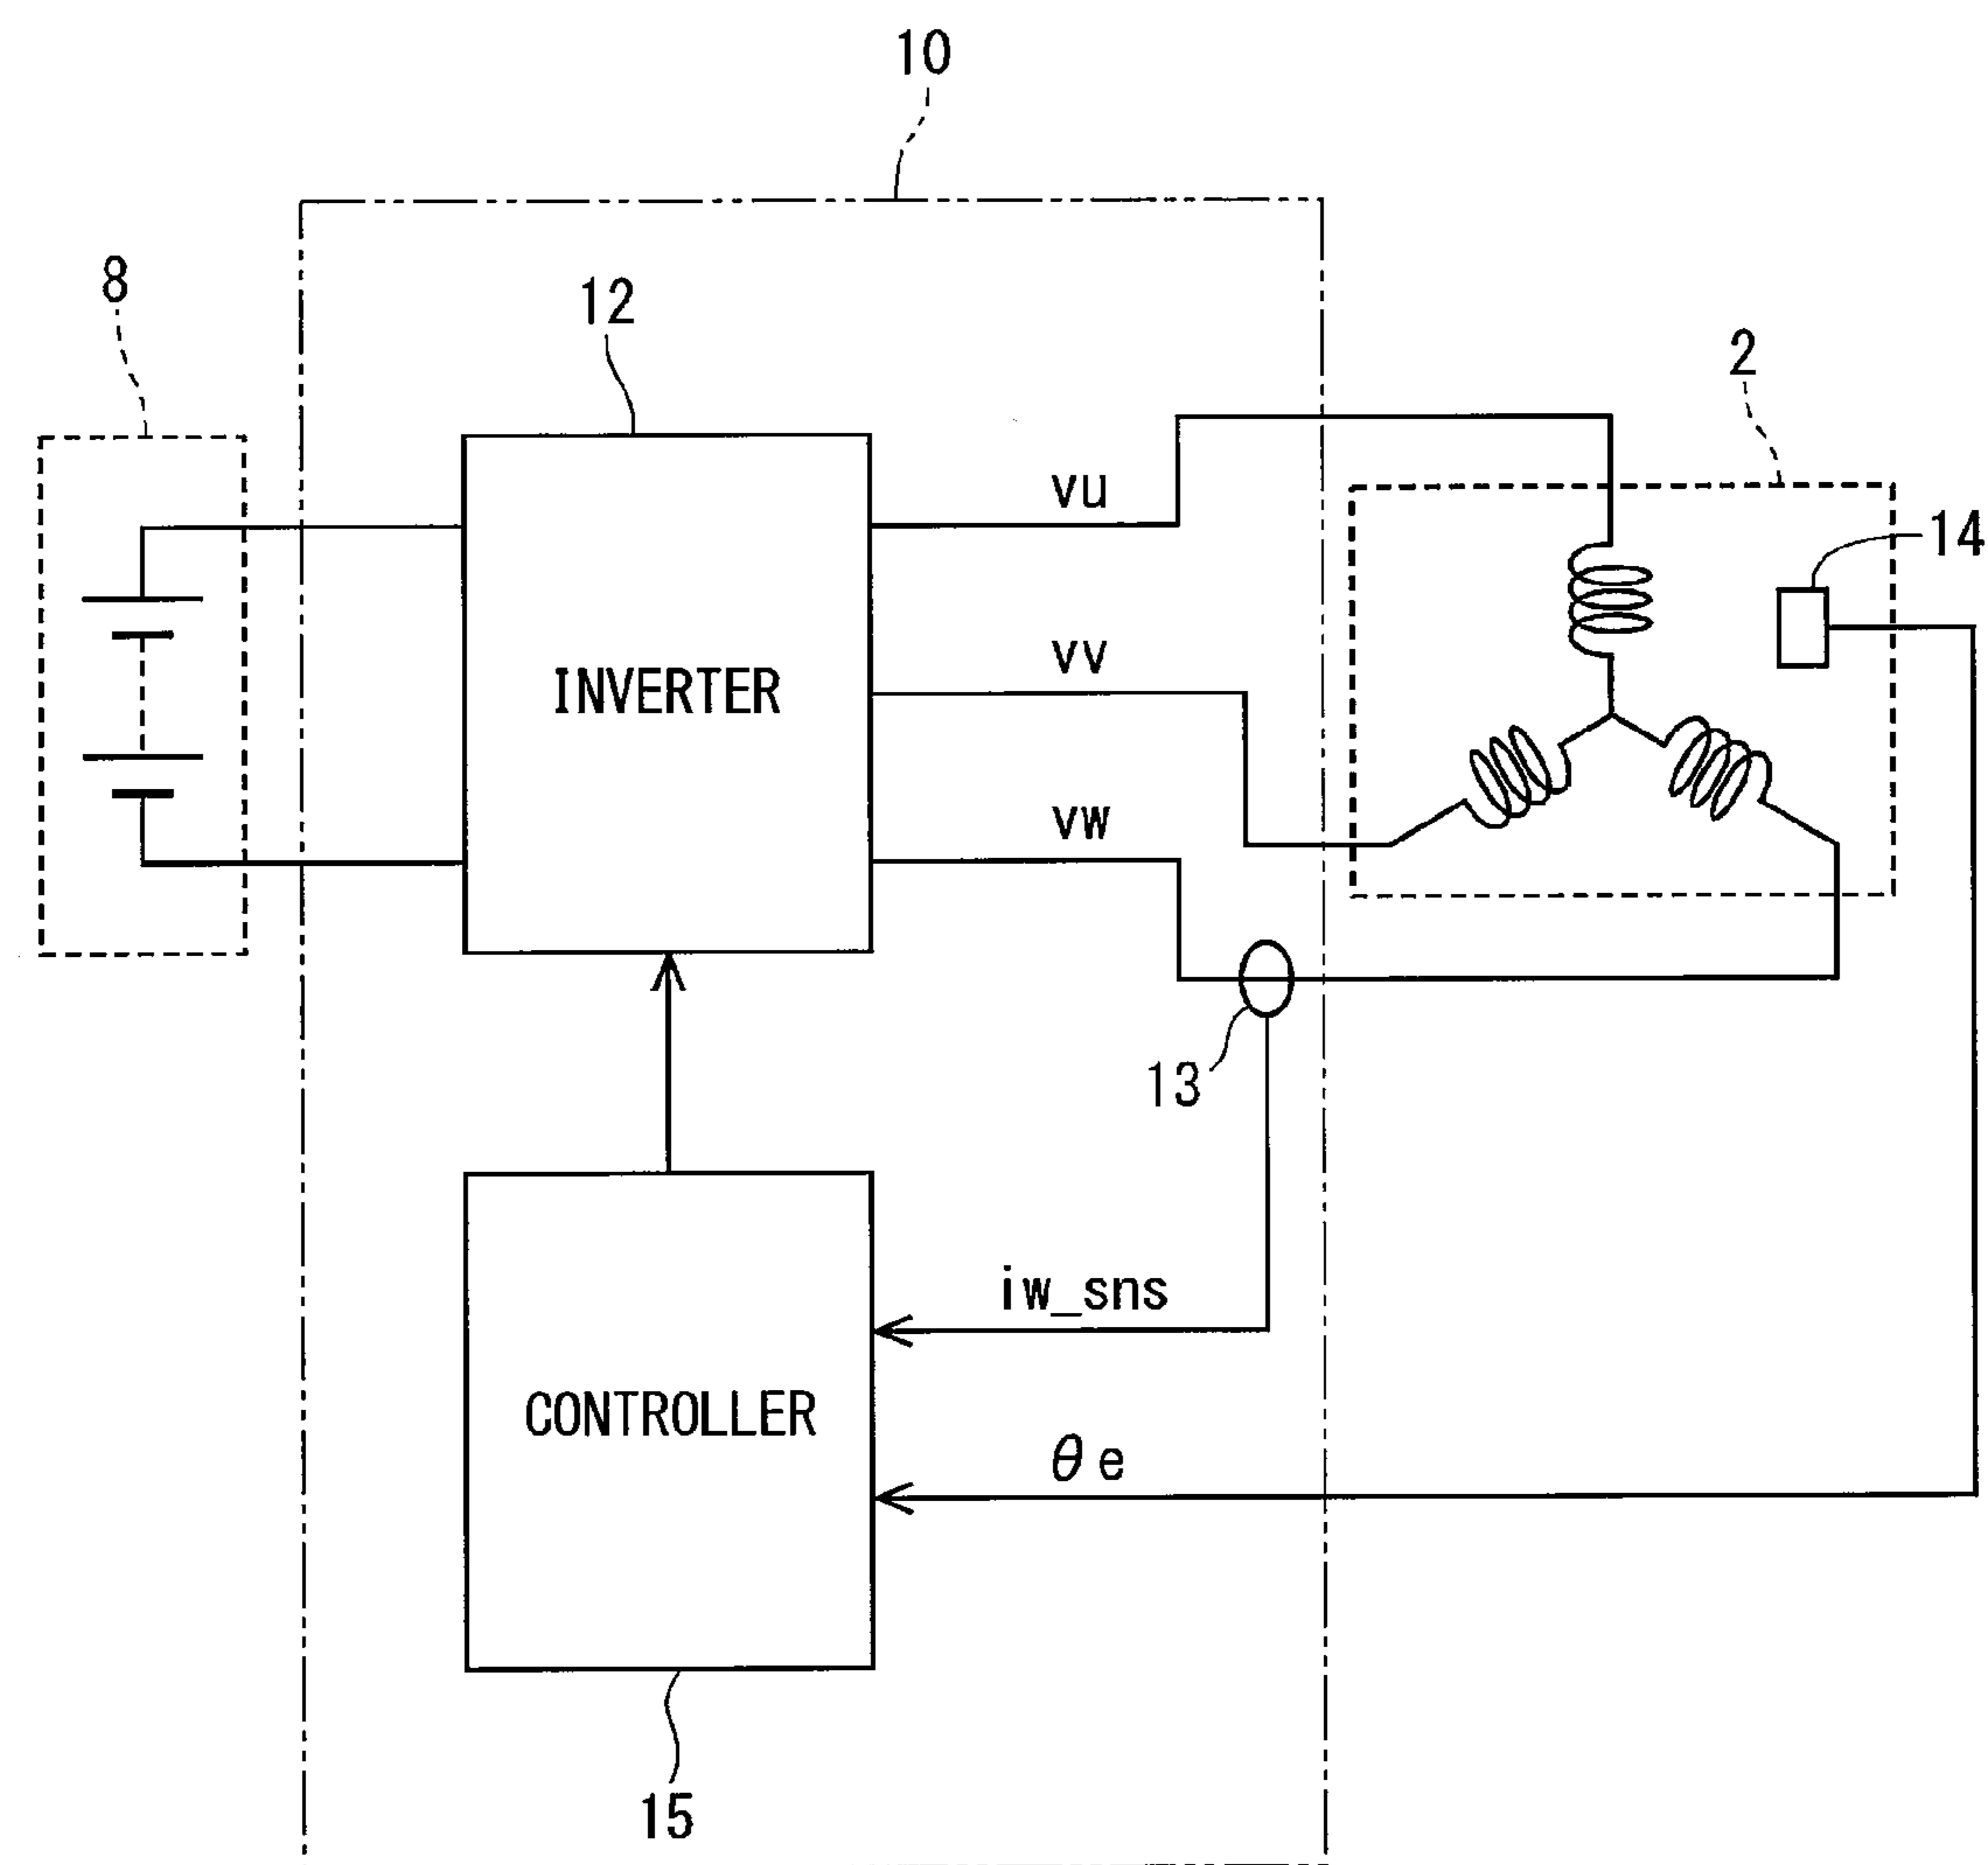 10
8
12
2
vu
14
vv
INVERTER
vw
13
iw_sns
CONTROLLER
θe
15